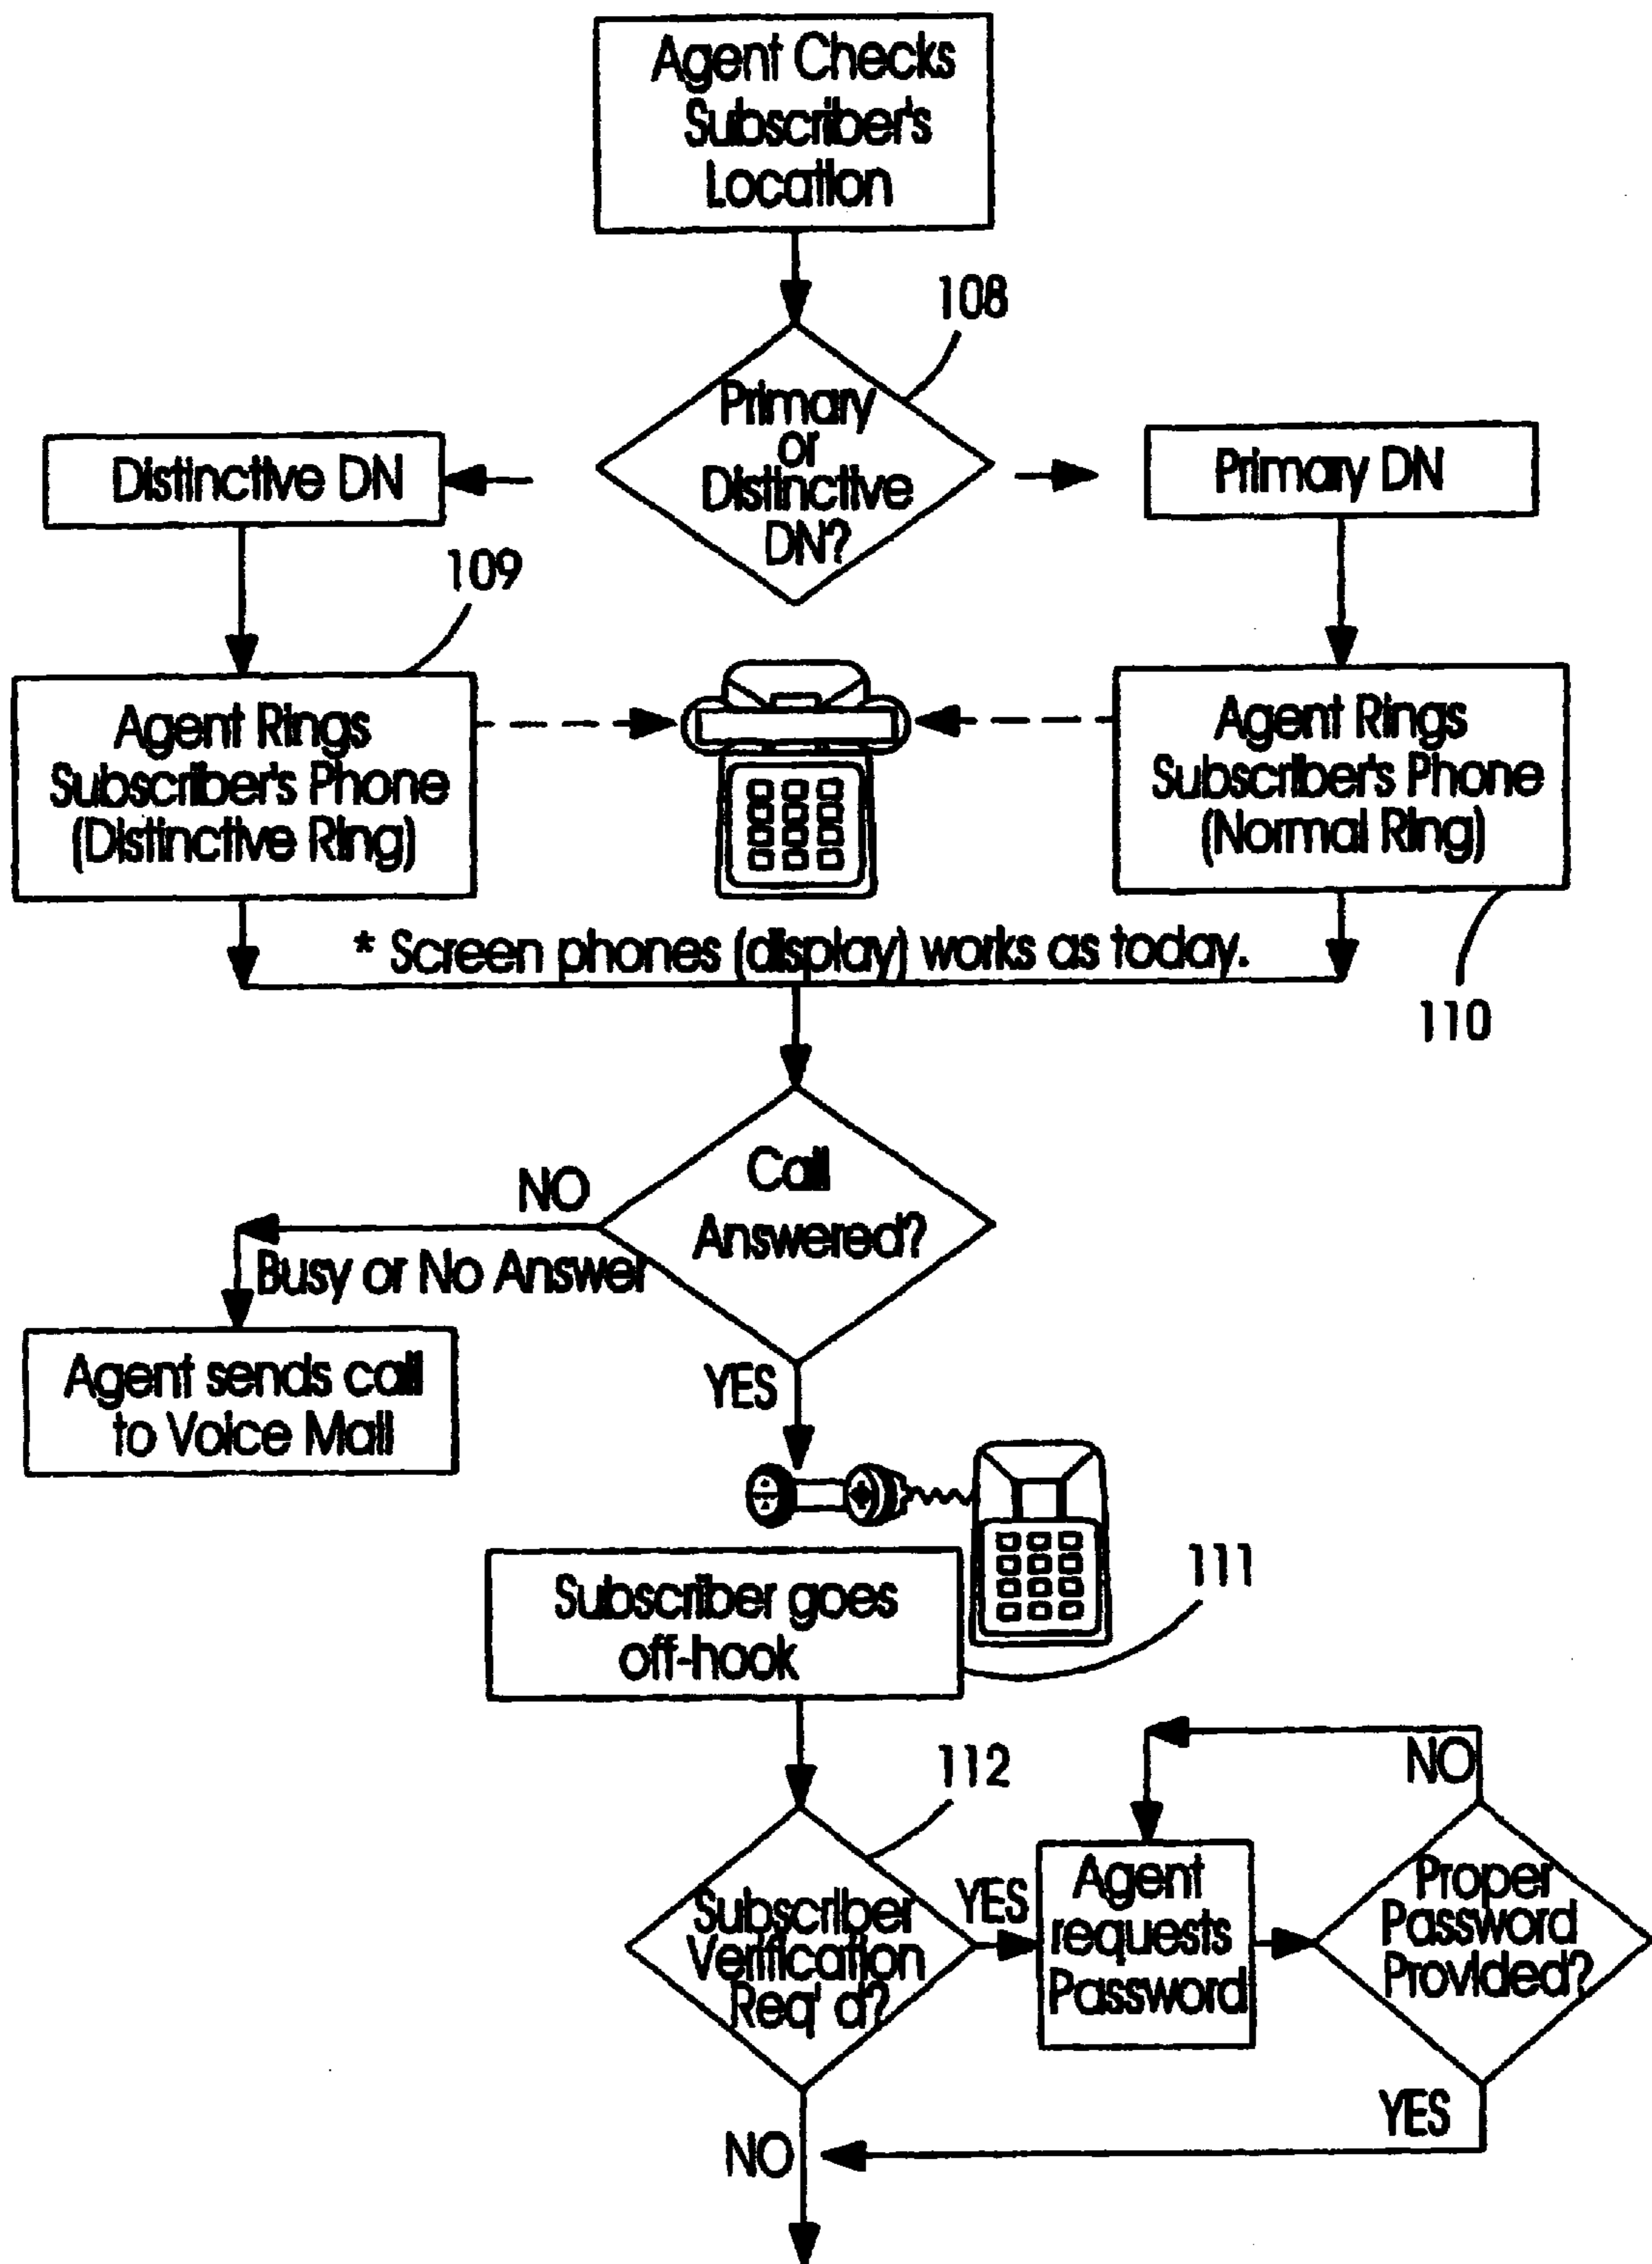 Agent Checks
Subscriber's
Location
108
Primary
or
Distinctive
DN?
Distinctive DN
Primary DN
109
Agent Rings
Subscriber's Phone
(Distinctive Ring)
Agent Rings
Subscriber's Phone
(Normal Ring)
* Screen phones (display) works as today.
110
Call
Answered?
NO
Busy or No Answer
Agent sends call
to Voice Mail
YES
Subscriber goes
off-hook
111
112
Subscriber
Verification
Req' d?
YES
Agent
requests
Password
NO
Proper
Password
Provided?
YES
NO